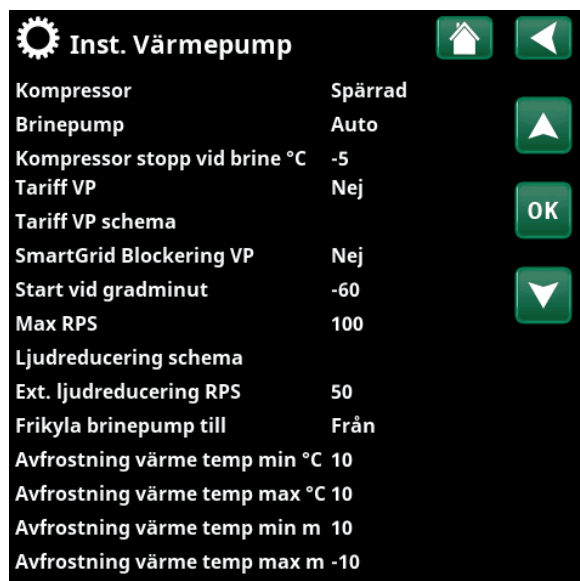 Inst. Värmepump
Kompressor Spärrad
Brinepump Auto
Kompressor stopp vid brine °C -5
Tariff VP Nej
Tariff VP schema
OK
SmartGrid Blockering VP Nej
Start vid gradminut -60
Max RPS 100
Ljudreducering schema
Ext. ljudreducering RPS 50
Frikyla brinepump till Från
Avfrostning värme temp min °C 10
Avfrostning värme temp max °C 10
Avfrostning värme temp min m 10
Avfrostning värme temp max m -10